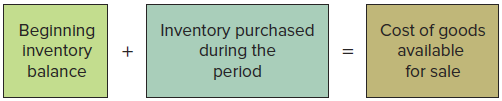 Beginning
inventory
balance
+
Inventory purchased
during the
period
=
Cost of goods
available
for sale